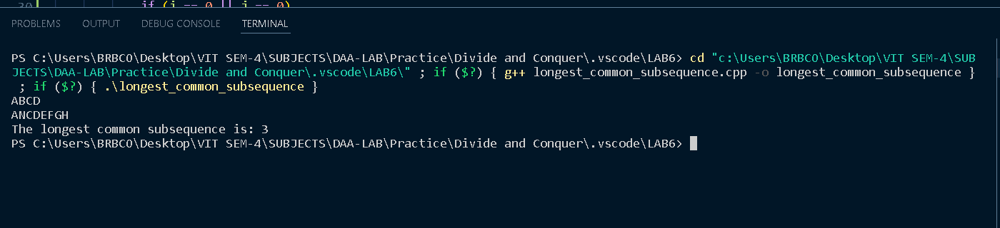 30 if (i == 0 || j == 0)
PROBLEMS OUTPUT DEBUG CONSOLE TERMINAL
PS C:\Users\BRBCO\Desktop\VIT SEM-4\SUBJECTS\DAA-LAB\Practice\Divide and Conquer\.vscode\LAB6> cd "c:\Users\BRBCO\Desktop\VIT SEM-4\SUB
JECTS\DAA-LAB\Practice\Divide and Conquer\.vscode\LAB6\" ; if ($?) { g++ longest_common_subsequence.cpp -o longest_common_subsequence }
 ; if ($?) { .\longest_common_subsequence }
ABCD
ANCDEFGH
The longest common subsequence is: 3
PS C:\Users\BRBCO\Desktop\VIT SEM-4\SUBJECTS\DAA-LAB\Practice\Divide and Conquer\.vscode\LAB6>